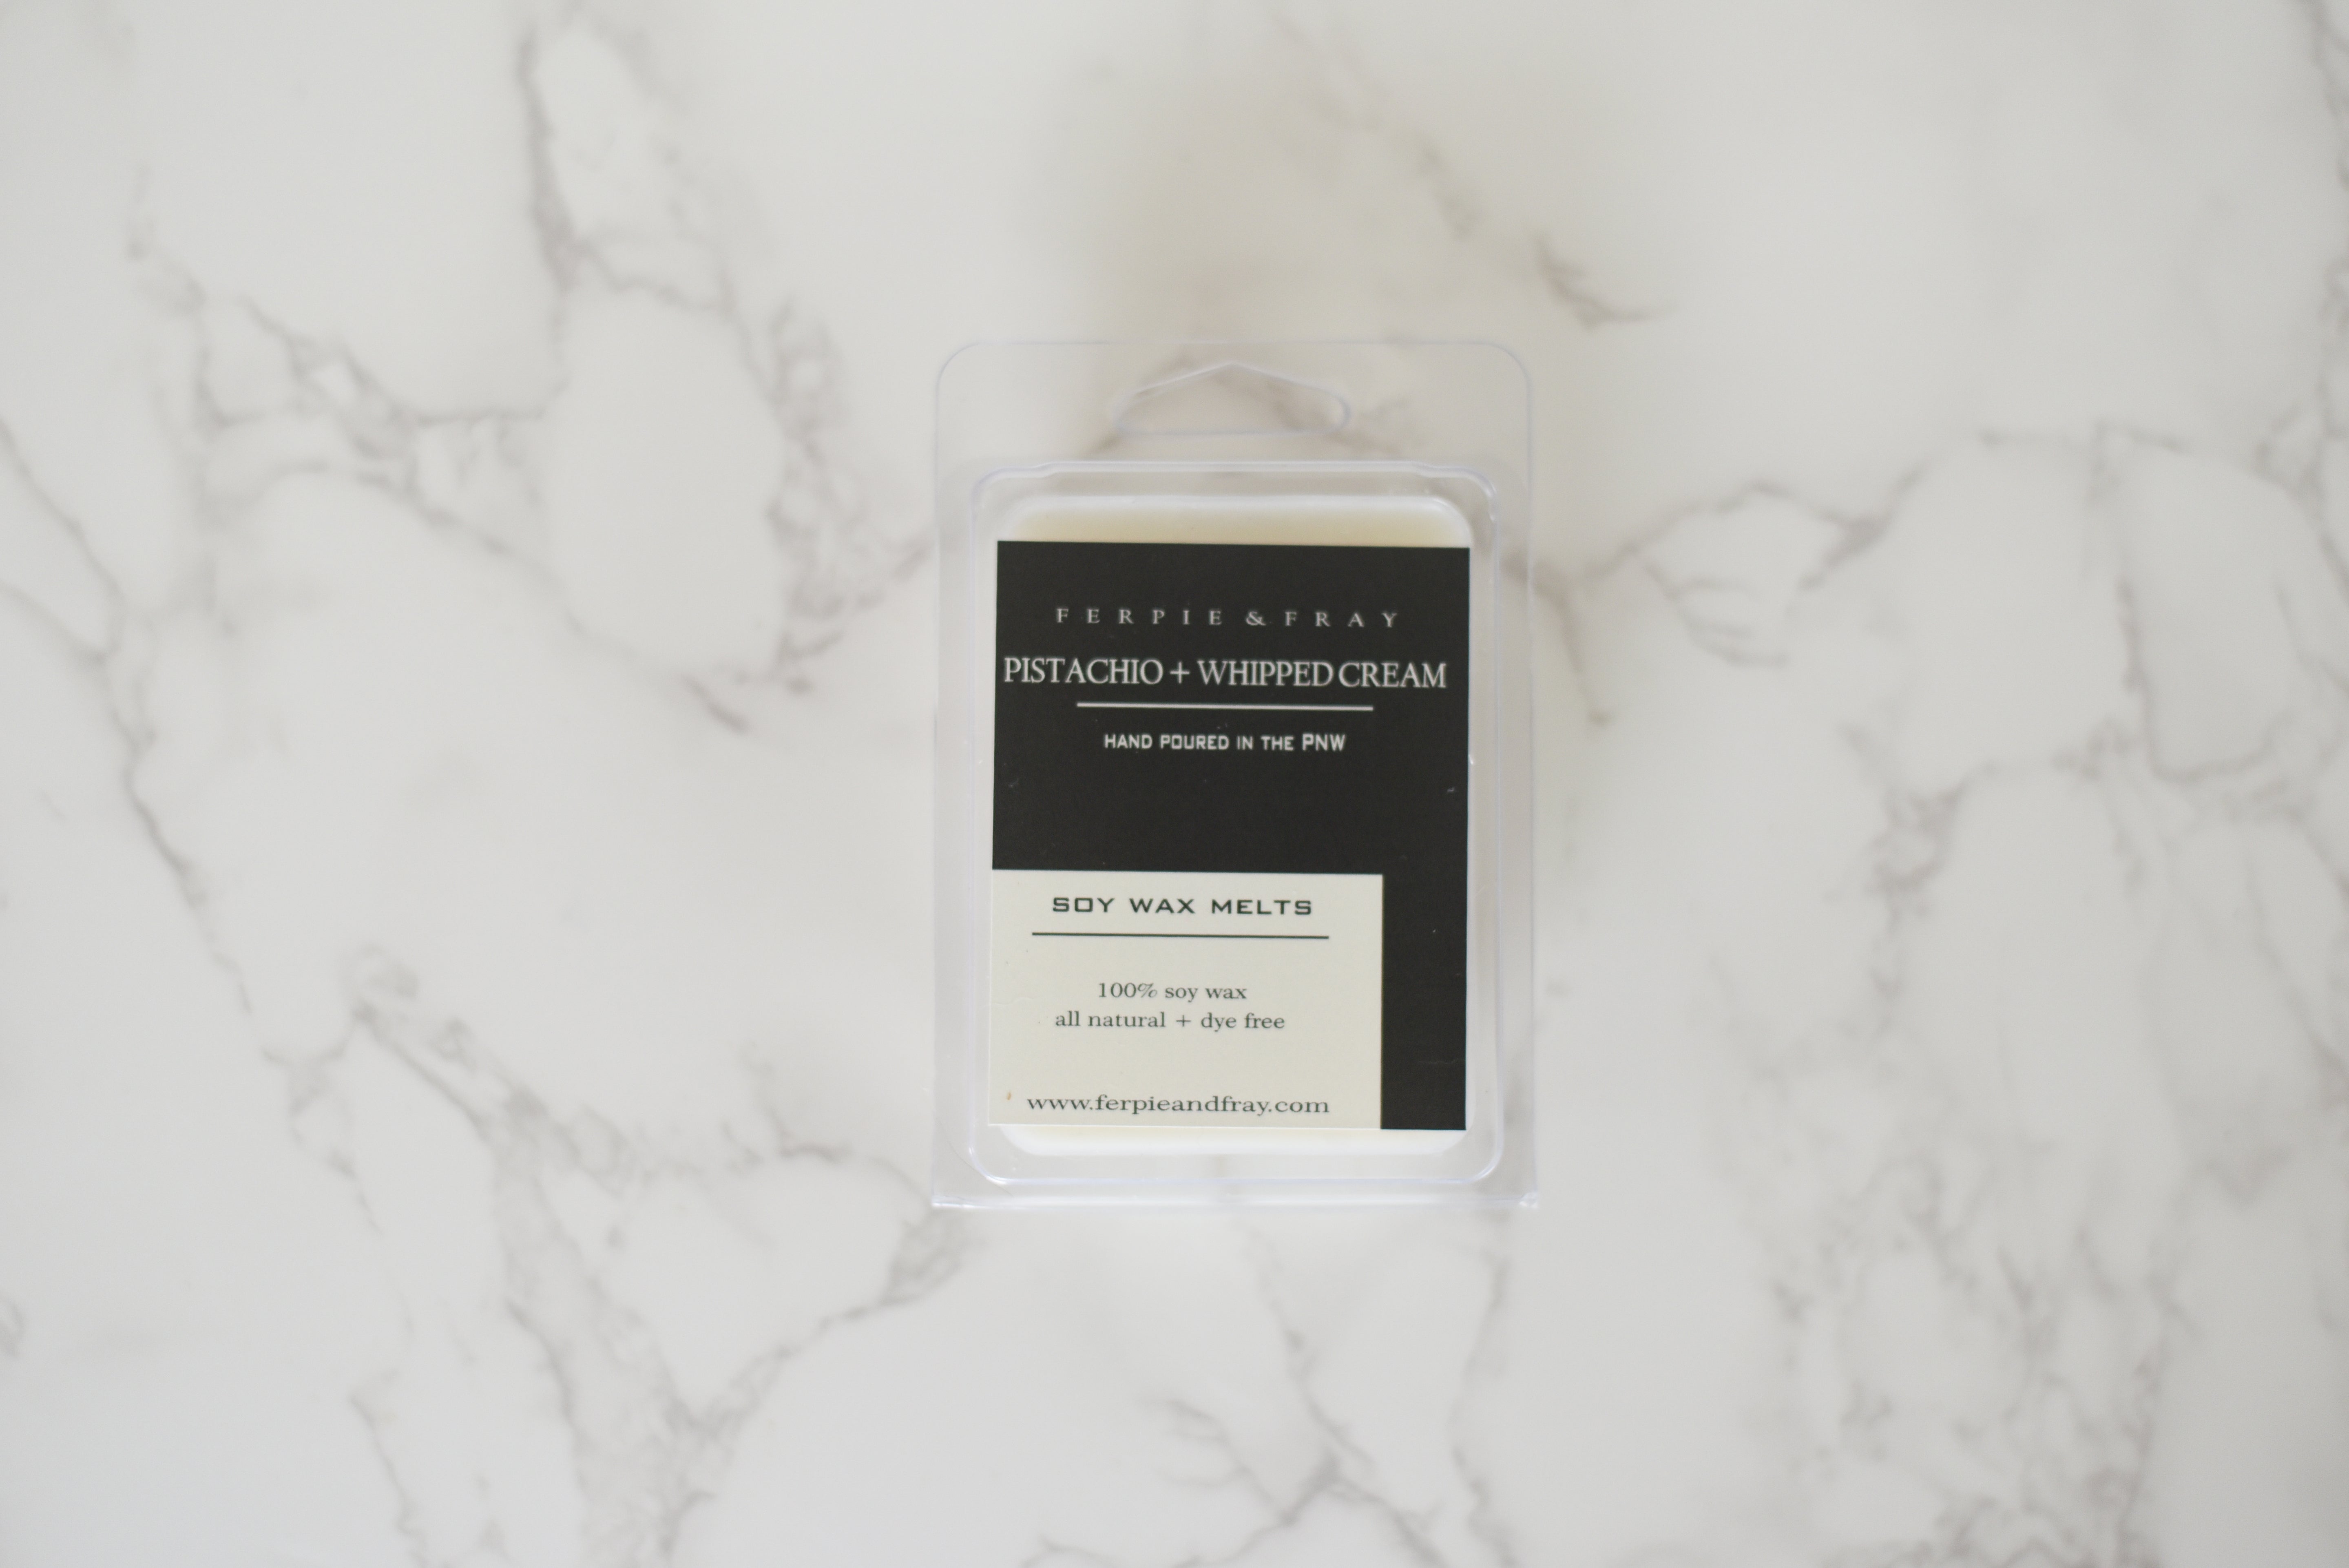 FERPIE & FRAY
PISTACHIO + WHIPPED CREAM
HAND POURED IN THE PNW
SOY WAX MELTS
100% soy wax
all natural + dye free
www.ferpieandfray.com